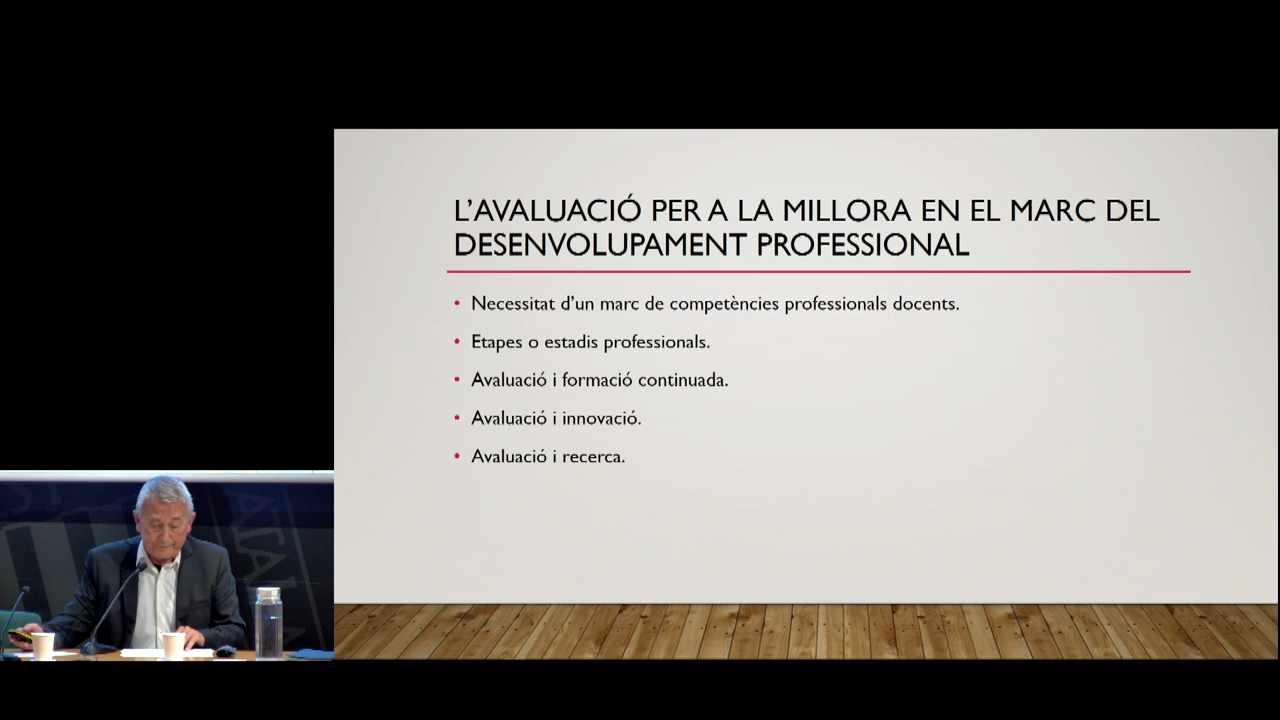 L'AVALUACIÓ PER A LA MILLORA EN EL MARC DEL
DESENVOLUPAMENT PROFESSIONAL
• Necessitat d'un marc de competències professionals docents.
• Etapes o estadis professionals.
• Avaluació i formació continuada.
• Avaluació i innovació.
• Avaluació i recerca.